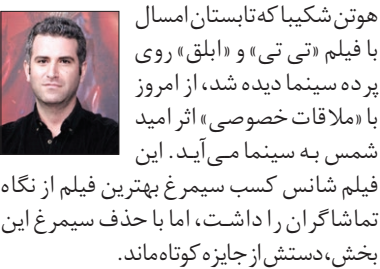 هوتن شکیبا که تابستان امسال
با فیلم «تی تی» و «ابلق» روی
پرده سینما دیده شد، از امروز
با «ملاقات خصوصی» اثر امید
شمس به سینما می‌آید. این
فیلم شانس کسب سیمرغ بهترین فیلم از نگاه
تماشاگران را داشت، اما با حذف سیمرغ این
بخش،دستش از جایزه کوتاه ماند.